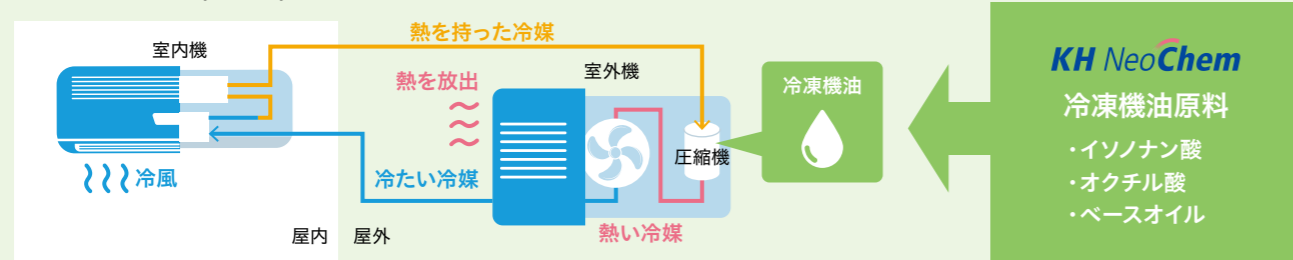 熱を持った冷媒
室内機
熱を放出
室外機
冷凍機油
KH NeoChem
冷凍機油原料
・イソノナン酸
・オクチル酸
・ベースオイル
圧縮機
冷風
冷たい冷媒
熱い冷媒
屋内
屋外